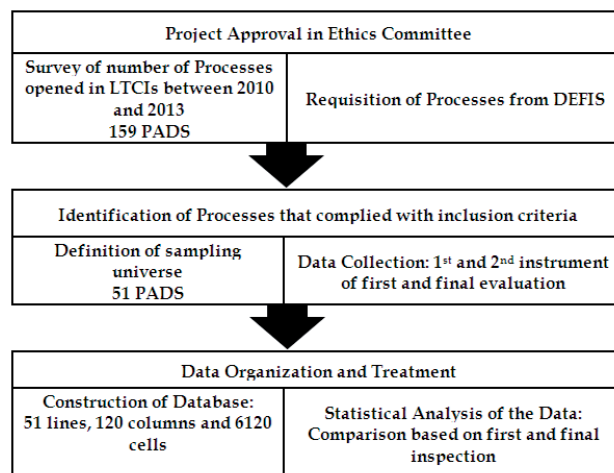 Project Approval in Ethics Committee
Survey of number of Processes
opened in LTCIs between 2010
and 2013
159 PADS
Requisition of Processes from DEFIS
Identification of Processes that complied with inclusion criteria
Definition of sampling
universe
51 PADS
Data Collection: 1st and 2nd instrument
of first and final evaluation
Data Organization and Treatment
Construction of Database:
51 lines, 120 columns and 6120
cells
Statistical Analysis of the Data:
Comparison based on first and final
inspection